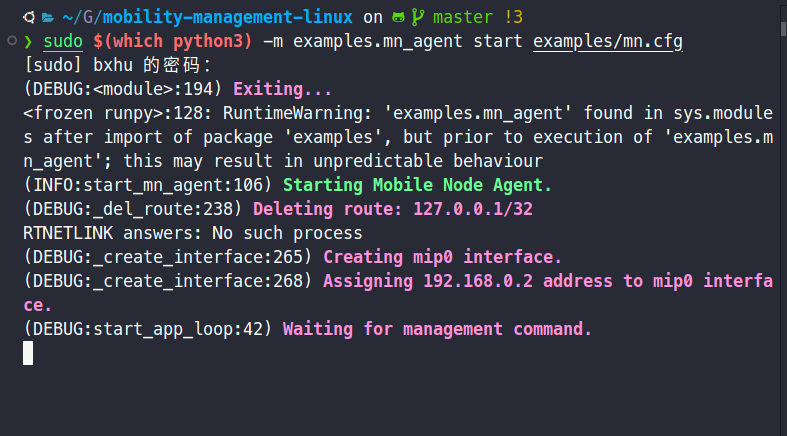 ~/G/mobility-management-linux on master !3
❯ sudo $(which python3) -m examples.mn_agent start examples/mn.cfg
[sudo] bxhu 的密码：
(DEBUG:<module>:194) Exiting...
<frozen runpy>:128: RuntimeWarning: 'examples.mn_agent' found in sys.module
s after import of package 'examples', but prior to execution of 'examples.m
n_agent'; this may result in unpredictable behaviour
(INFO:start_mn_agent:106) Starting Mobile Node Agent.
(DEBUG:_del_route:238) Deleting route: 127.0.0.1/32
RTNETLINK answers: No such process
(DEBUG:_create_interface:265) Creating mip0 interface.
(DEBUG:_create_interface:268) Assigning 192.168.0.2 address to mip0 interfa
ce.
(DEBUG:start_app_loop:42) Waiting for management command.